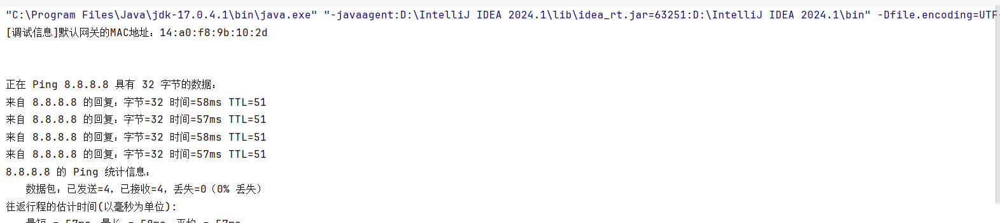 "C:\Program Files\Java\jdk-17.0.4.1\bin\java.exe" "-javaagent:D:\IntelliJ IDEA 2024.1\lib\idea_rt.jar=63251:D:\IntelliJ IDEA 2024.1\bin" -Dfile.encoding=UTF-
[调试信息]默认网关的MAC地址：14:a0:f8:9b:10:2d
正在 Ping 8.8.8.8 具有 32 字节的数据：
来自 8.8.8.8 的回复：字节=32 时间=58ms TTL=51
来自 8.8.8.8 的回复：字节=32 时间=57ms TTL=51
来自 8.8.8.8 的回复：字节=32 时间=58ms TTL=51
来自 8.8.8.8 的回复：字节=32 时间=57ms TTL=51
8.8.8.8 的 Ping 统计信息：
数据包：已发送=4，已接收=4，丢失=0（0% 丢失）
往返行程的估计时间(以毫秒为单位):
最短 = 57ms，最长 = 58ms，平均 = 57ms